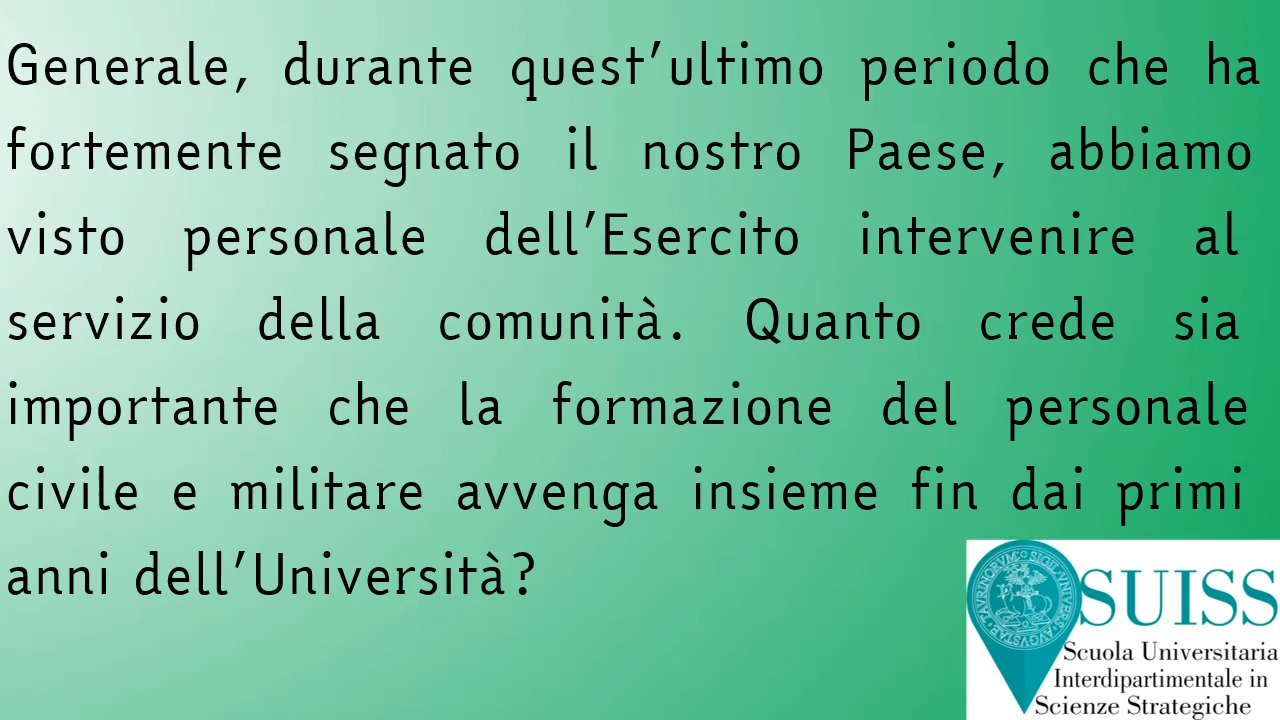 Generale, durante quest'ultimo periodo che ha
fortemente segnato il nostro Paese, abbiamo
visto personale dell'Esercito intervenire al
servizio della comunità. Quanto crede sia
importante che la formazione del personale
civile e militare avvenga insieme fin dai primi
anni dell'Università?
SUISS
Scuola Universitaria
Interdipartimentale in
Scienze Strategiche